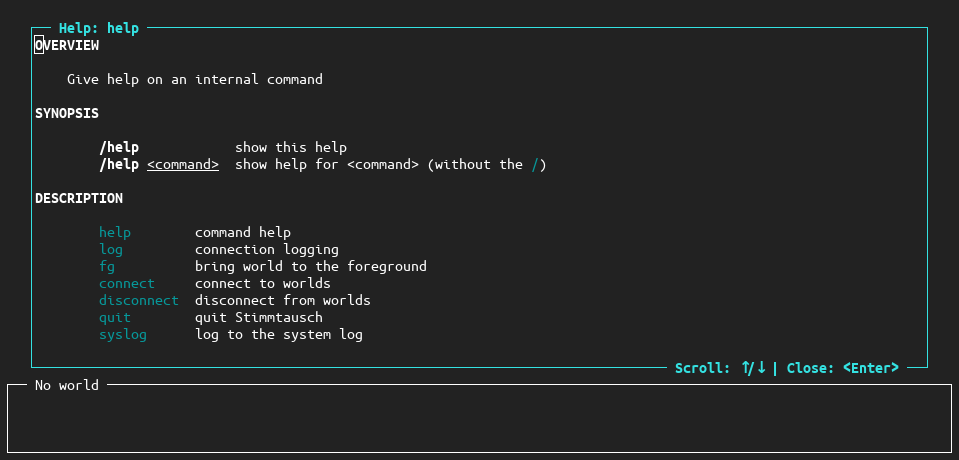 Help: help
OVERVIEW
Give help on an internal command
SYNOPSIS
/help show this help
/help <command> show help for <command> (without the /)
DESCRIPTION
help command help
log connection logging
fg bring world to the foreground
connect connect to worlds
disconnect disconnect from worlds
quit quit Stimmtausch
syslog log to the system log
Scroll: ↑/↓ | Close: <Enter>
No world